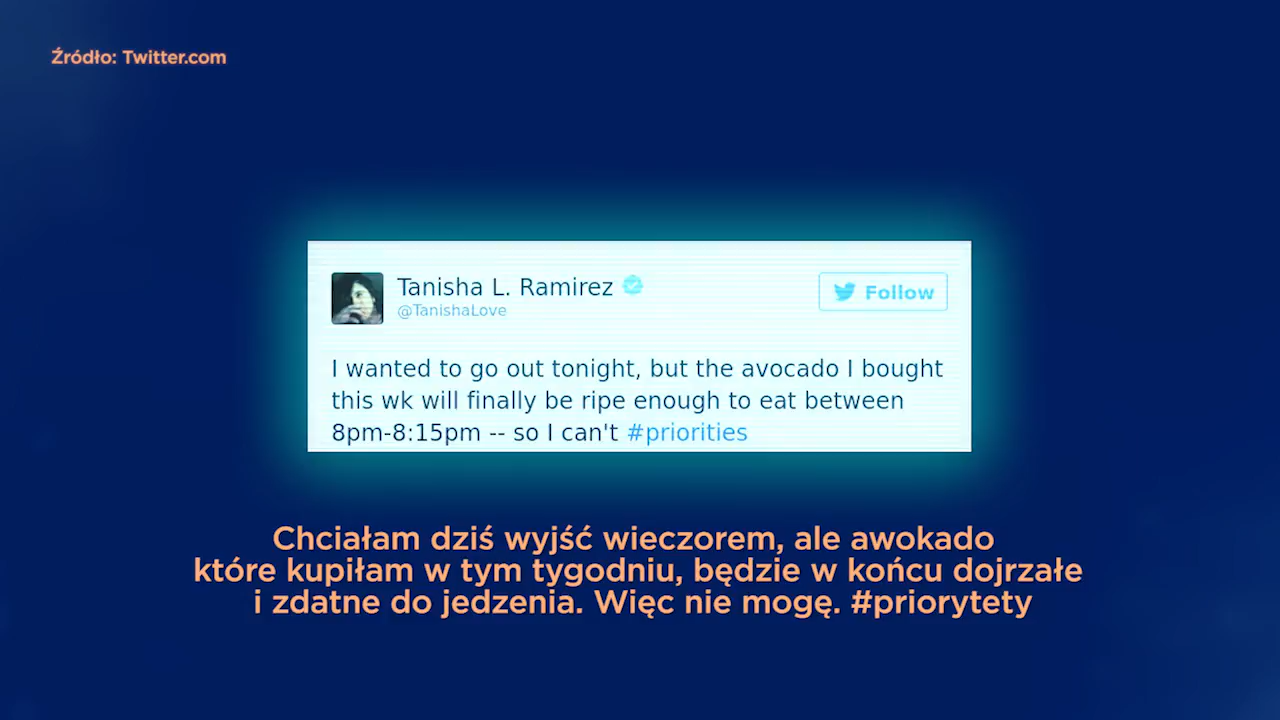 Źródło: Twitter.com
Tanisha L. Ramirez
@TanishaLove
Follow
I wanted to go out tonight, but the avocado I bought
this wk will finally be ripe enough to eat between
8pm-8:15pm -- so I can't #priorities
Chciałam dziś wyjść wieczorem, ale awokado
które kupiłam w tym tygodniu, będzie w końcu dojrzałe
i zdatne do jedzenia. Więc nie mogę. #priorytety